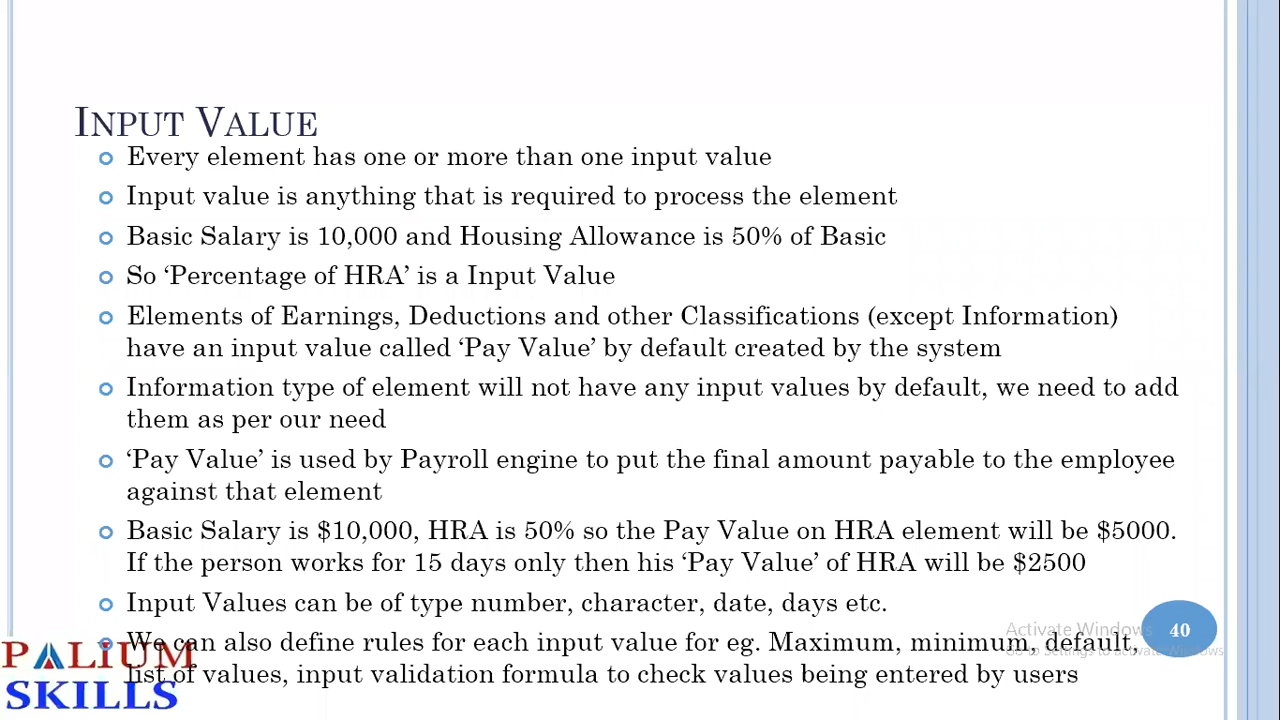 INPUT VALUE
Every element has one or more than one input value
Input value is anything that is required to process the element
Basic Salary is 10,000 and Housing Allowance is 50% of Basic
So ‘Percentage of HRA’ is a Input Value
Elements of Earnings, Deductions and other Classifications (except Information)
have an input value called ‘Pay Value’ by default created by the system
Information type of element will not have any input values by default, we need to add
them as per our need
‘Pay Value’ is used by Payroll engine to put the final amount payable to the employee
against that element
Basic Salary is $10,000, HRA is 50% so the Pay Value on HRA element will be $5000.
If the person works for 15 days only then his ‘Pay Value’ of HRA will be $2500
Input Values can be of type number, character, date, days etc.
We can also define rules for each input value for eg. Maximum, minimum, default,
list of values, input validation formula to check values being entered by users
Activate Windows
Go to Settings to activate Windows.
40
PALIUM
SKILLS